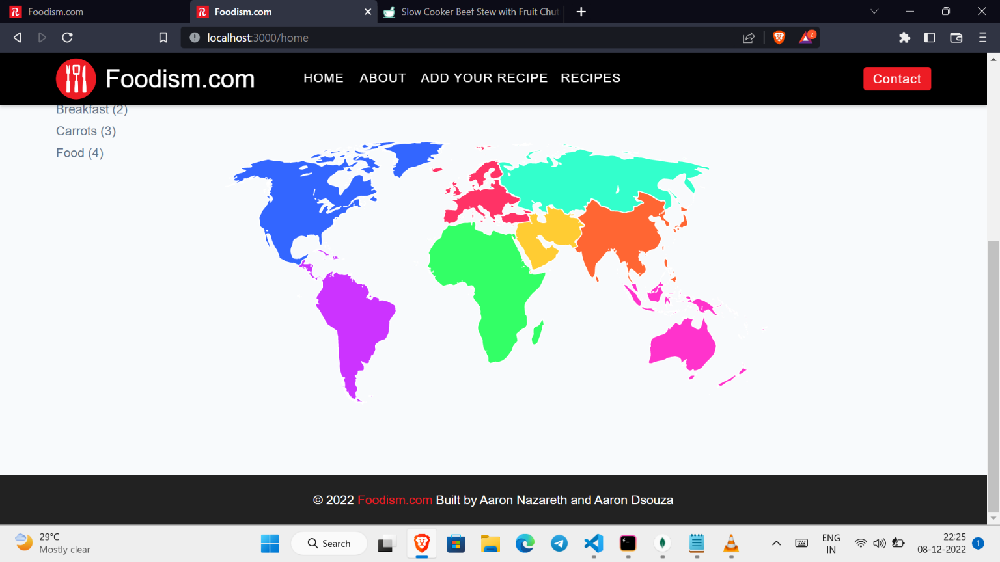 Foodism.com
Foodism.com
Slow Cooker Beef Stew with Fruit Chut
localhost:3000/home
2
Foodism.com
HOME
ABOUT
ADD YOUR RECIPE
RECIPES
Contact
Breakfast (2)
Carrots (3)
Food (4)
© 2022 Foodism.com Built by Aaron Nazareth and Aaron Dsouza
29°C
Mostly clear
Search
ENG
IN
22:25
08-12-2022
1